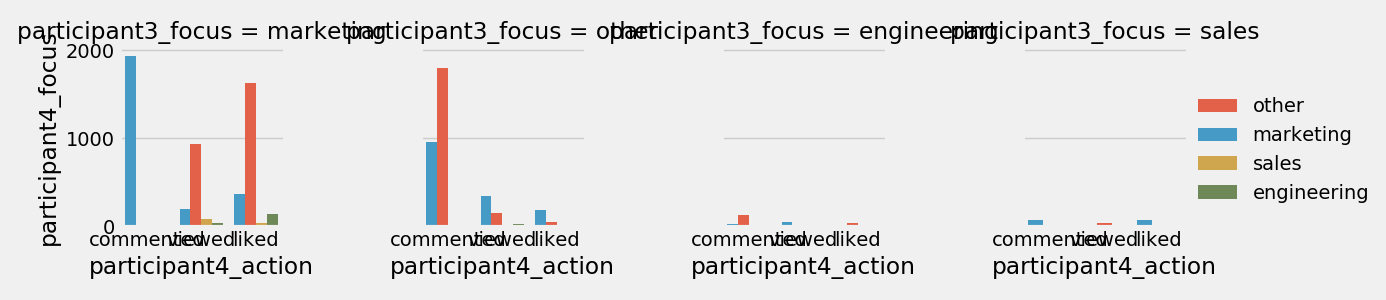 participant3_focus = marketing
participant3_focus = other
participant3_focus = engineering
participant3_focus = sales
participant4_focus
2000
1000
0
commented
viewed
liked
commented
viewed
liked
commented
viewed
liked
commented
viewed
liked
participant4_action
participant4_action
participant4_action
participant4_action
other
marketing
sales
engineering